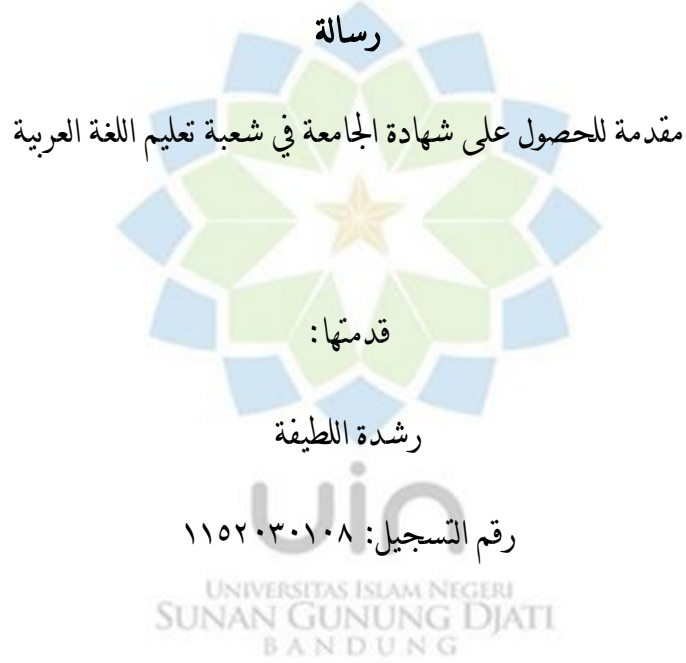 رسالة
مقدمة للحصول على شهادة الجامعة في شعبة تعليم اللغة العربية
قدمتها:
رشدة اللطيفة
uin
رقم التسجيل: ١١٥٢٠٣٠١٠٨
UNIVERSITAS ISLAM NEGERI
SUNAN GUNUNG DJATI
BANDUNG